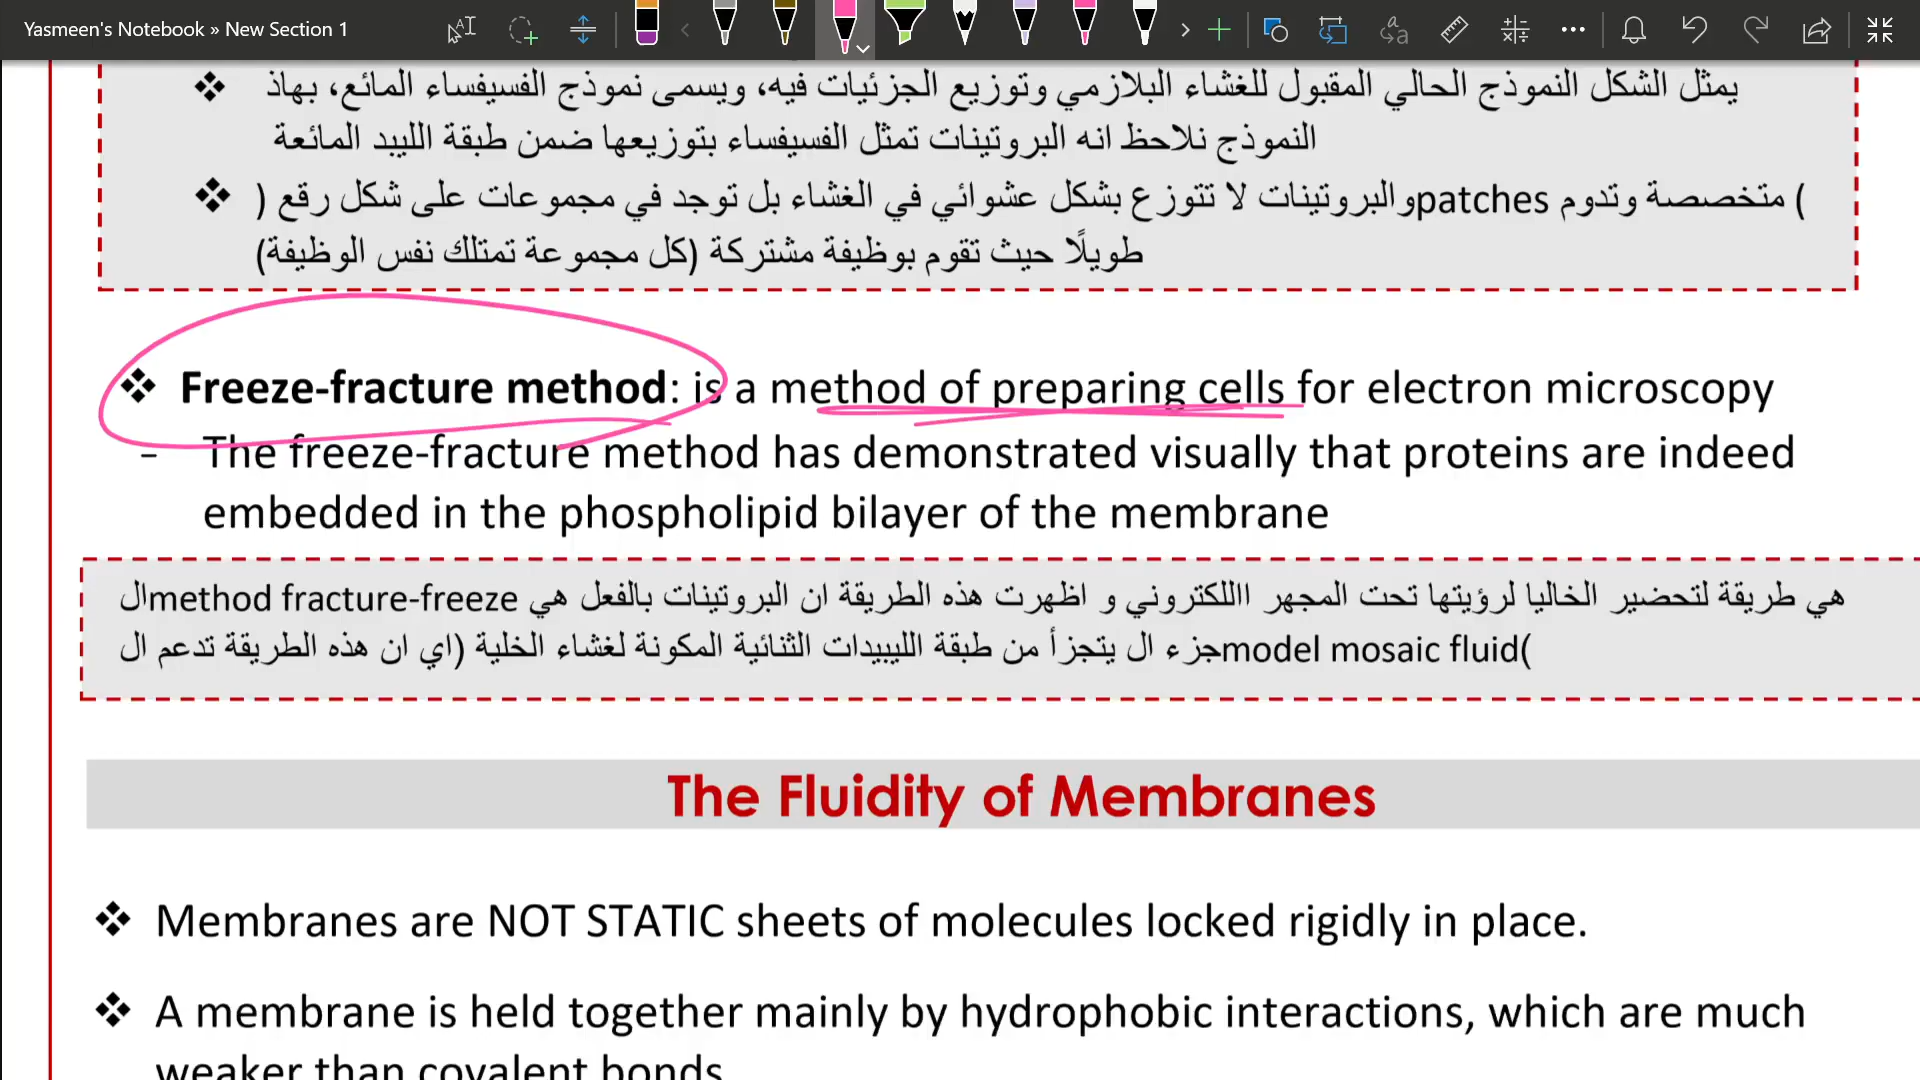 Yasmeen's Notebook » New Section 1
يمثل الشكل النموذج الحالي المقبول للغشاء البلازمي وتوزيع الجزئيات فيه، ويسمى نموذج الفسيفساء المائع، بهاذ
النموذج نلاحظ انه البروتينات تمثل الفسيفساء بتوزيعها ضمن طبقة الليبد المائعة
❖ والبروتينات لا تتوزع بشكل عشوائي في الغشاء بل توجد في مجموعات على شكل رقع (patches متخصصة وتدوم (
طويلًا حيث تقوم بوظيفة مشتركة (كل مجموعة تمتلك نفس الوظيفة)
❖ Freeze-fracture method: is a method of preparing cells for electron microscopy
- The freeze-fracture method has demonstrated visually that proteins are indeed
embedded in the phospholipid bilayer of the membrane
الmethod fracture-freeze هي طريقة لتحضير الخاليا لرؤيتها تحت المجهر االلكتروني و اظهرت هذه الطريقة ان البروتينات بالفعل هي
جزء ال يتجزأ من طبقة الليبيدات الثنائية المكونة لغشاء الخلية (اي ان هذه الطريقة تدعم ال model mosaic fluid(
The Fluidity of Membranes
❖ Membranes are NOT STATIC sheets of molecules locked rigidly in place.
❖ A membrane is held together mainly by hydrophobic interactions, which are much
weaker than covalent bonds